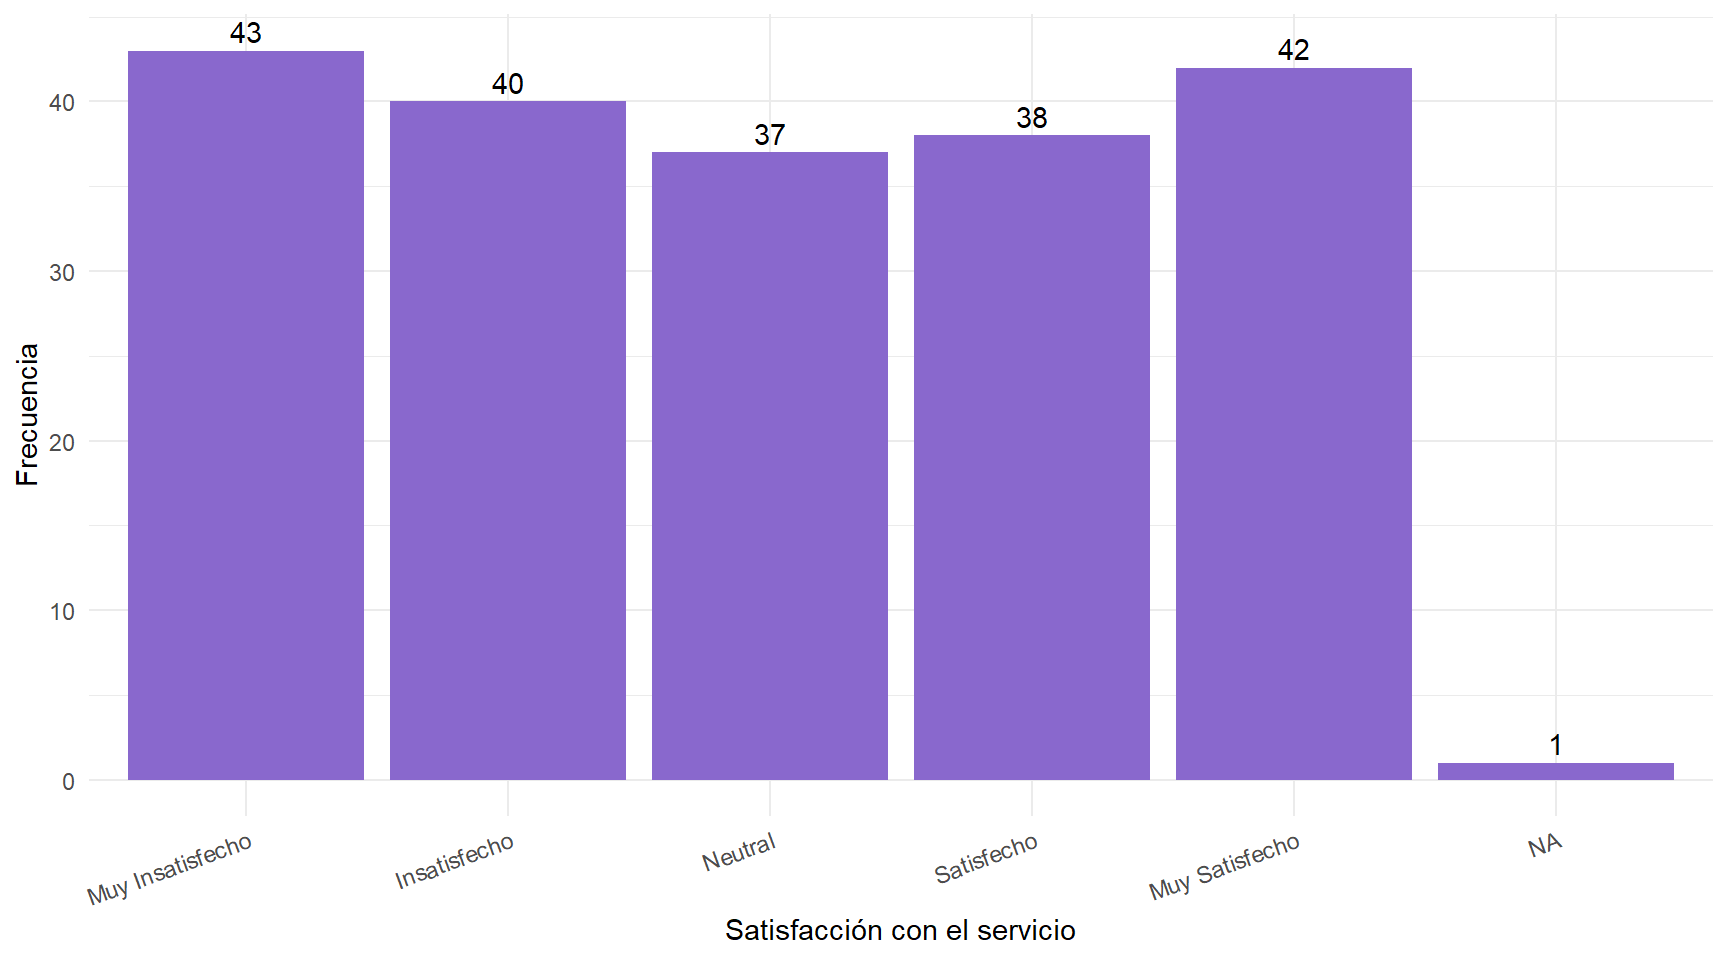 43
40
37
38
42
1
40
30
20
10
0
Frecuencia
Muy Insatisfecho
Insatisfecho
Neutral
Satisfecho
Muy Satisfecho
NA
Satisfacción con el servicio